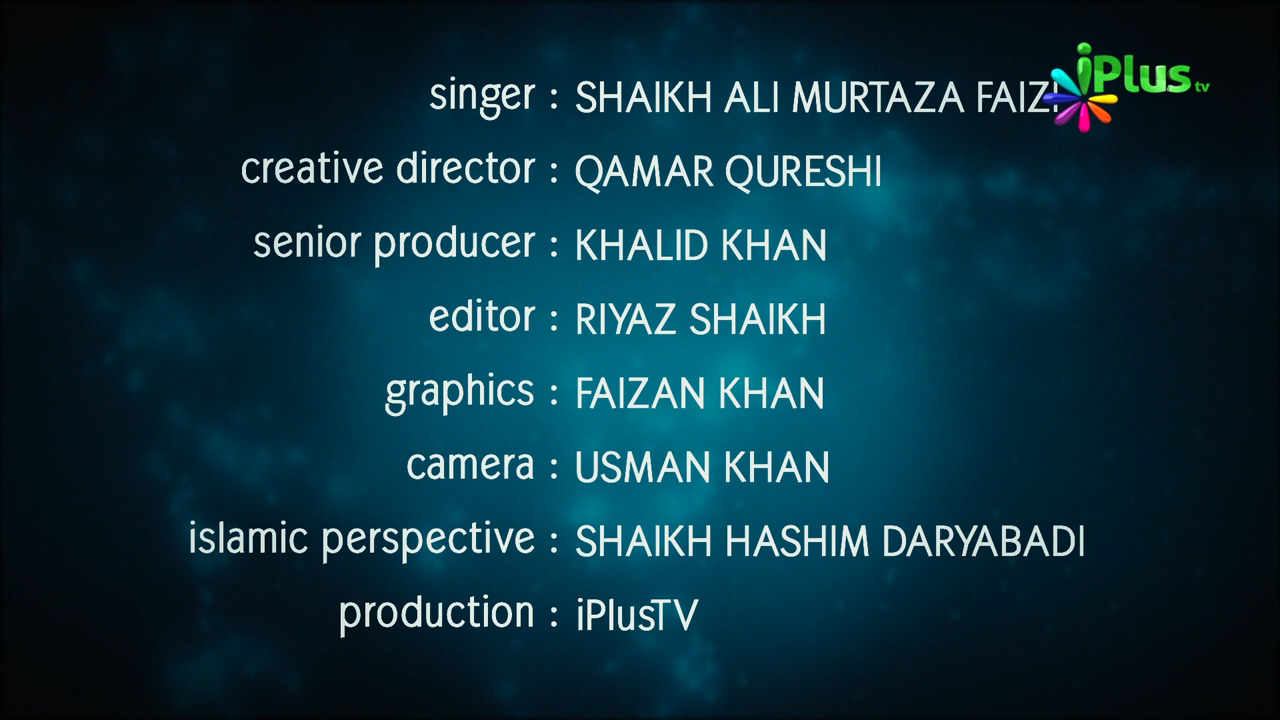 iPlus tv
singer : SHAIKH ALI MURTAZA FAIZI
creative director : QAMAR QURESHI
senior producer : KHALID KHAN
editor : RIYAZ SHAIKH
graphics : FAIZAN KHAN
camera : USMAN KHAN
islamic perspective : SHAIKH HASHIM DARYABADI
production : iPlusTV